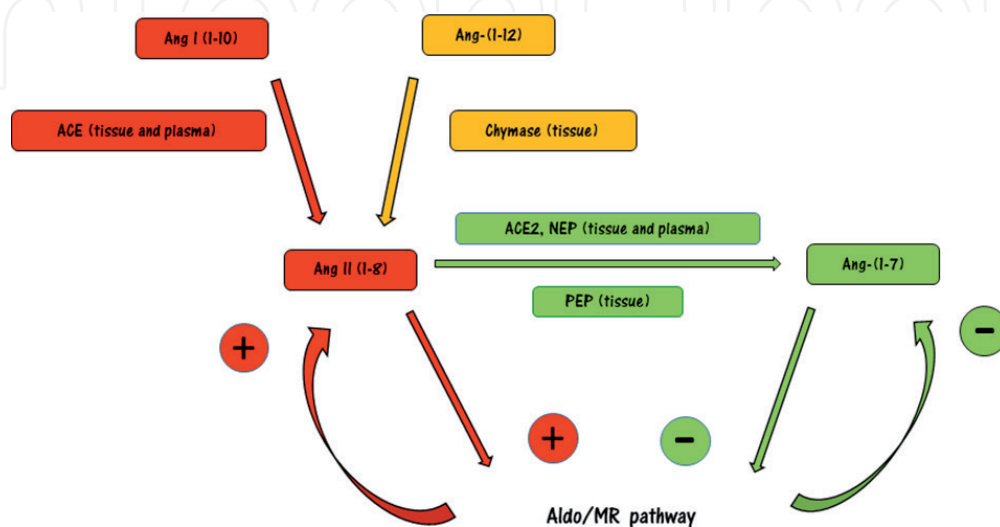 Ang I (1-10)
Ang-(1-12)
ACE (tissue and plasma)
Chymase (tissue)
ACE2, NEP (tissue and plasma)
Ang II (1-8)
Ang-(1-7)
PEP (tissue)
+
−
+
−
Aldo/MR pathway